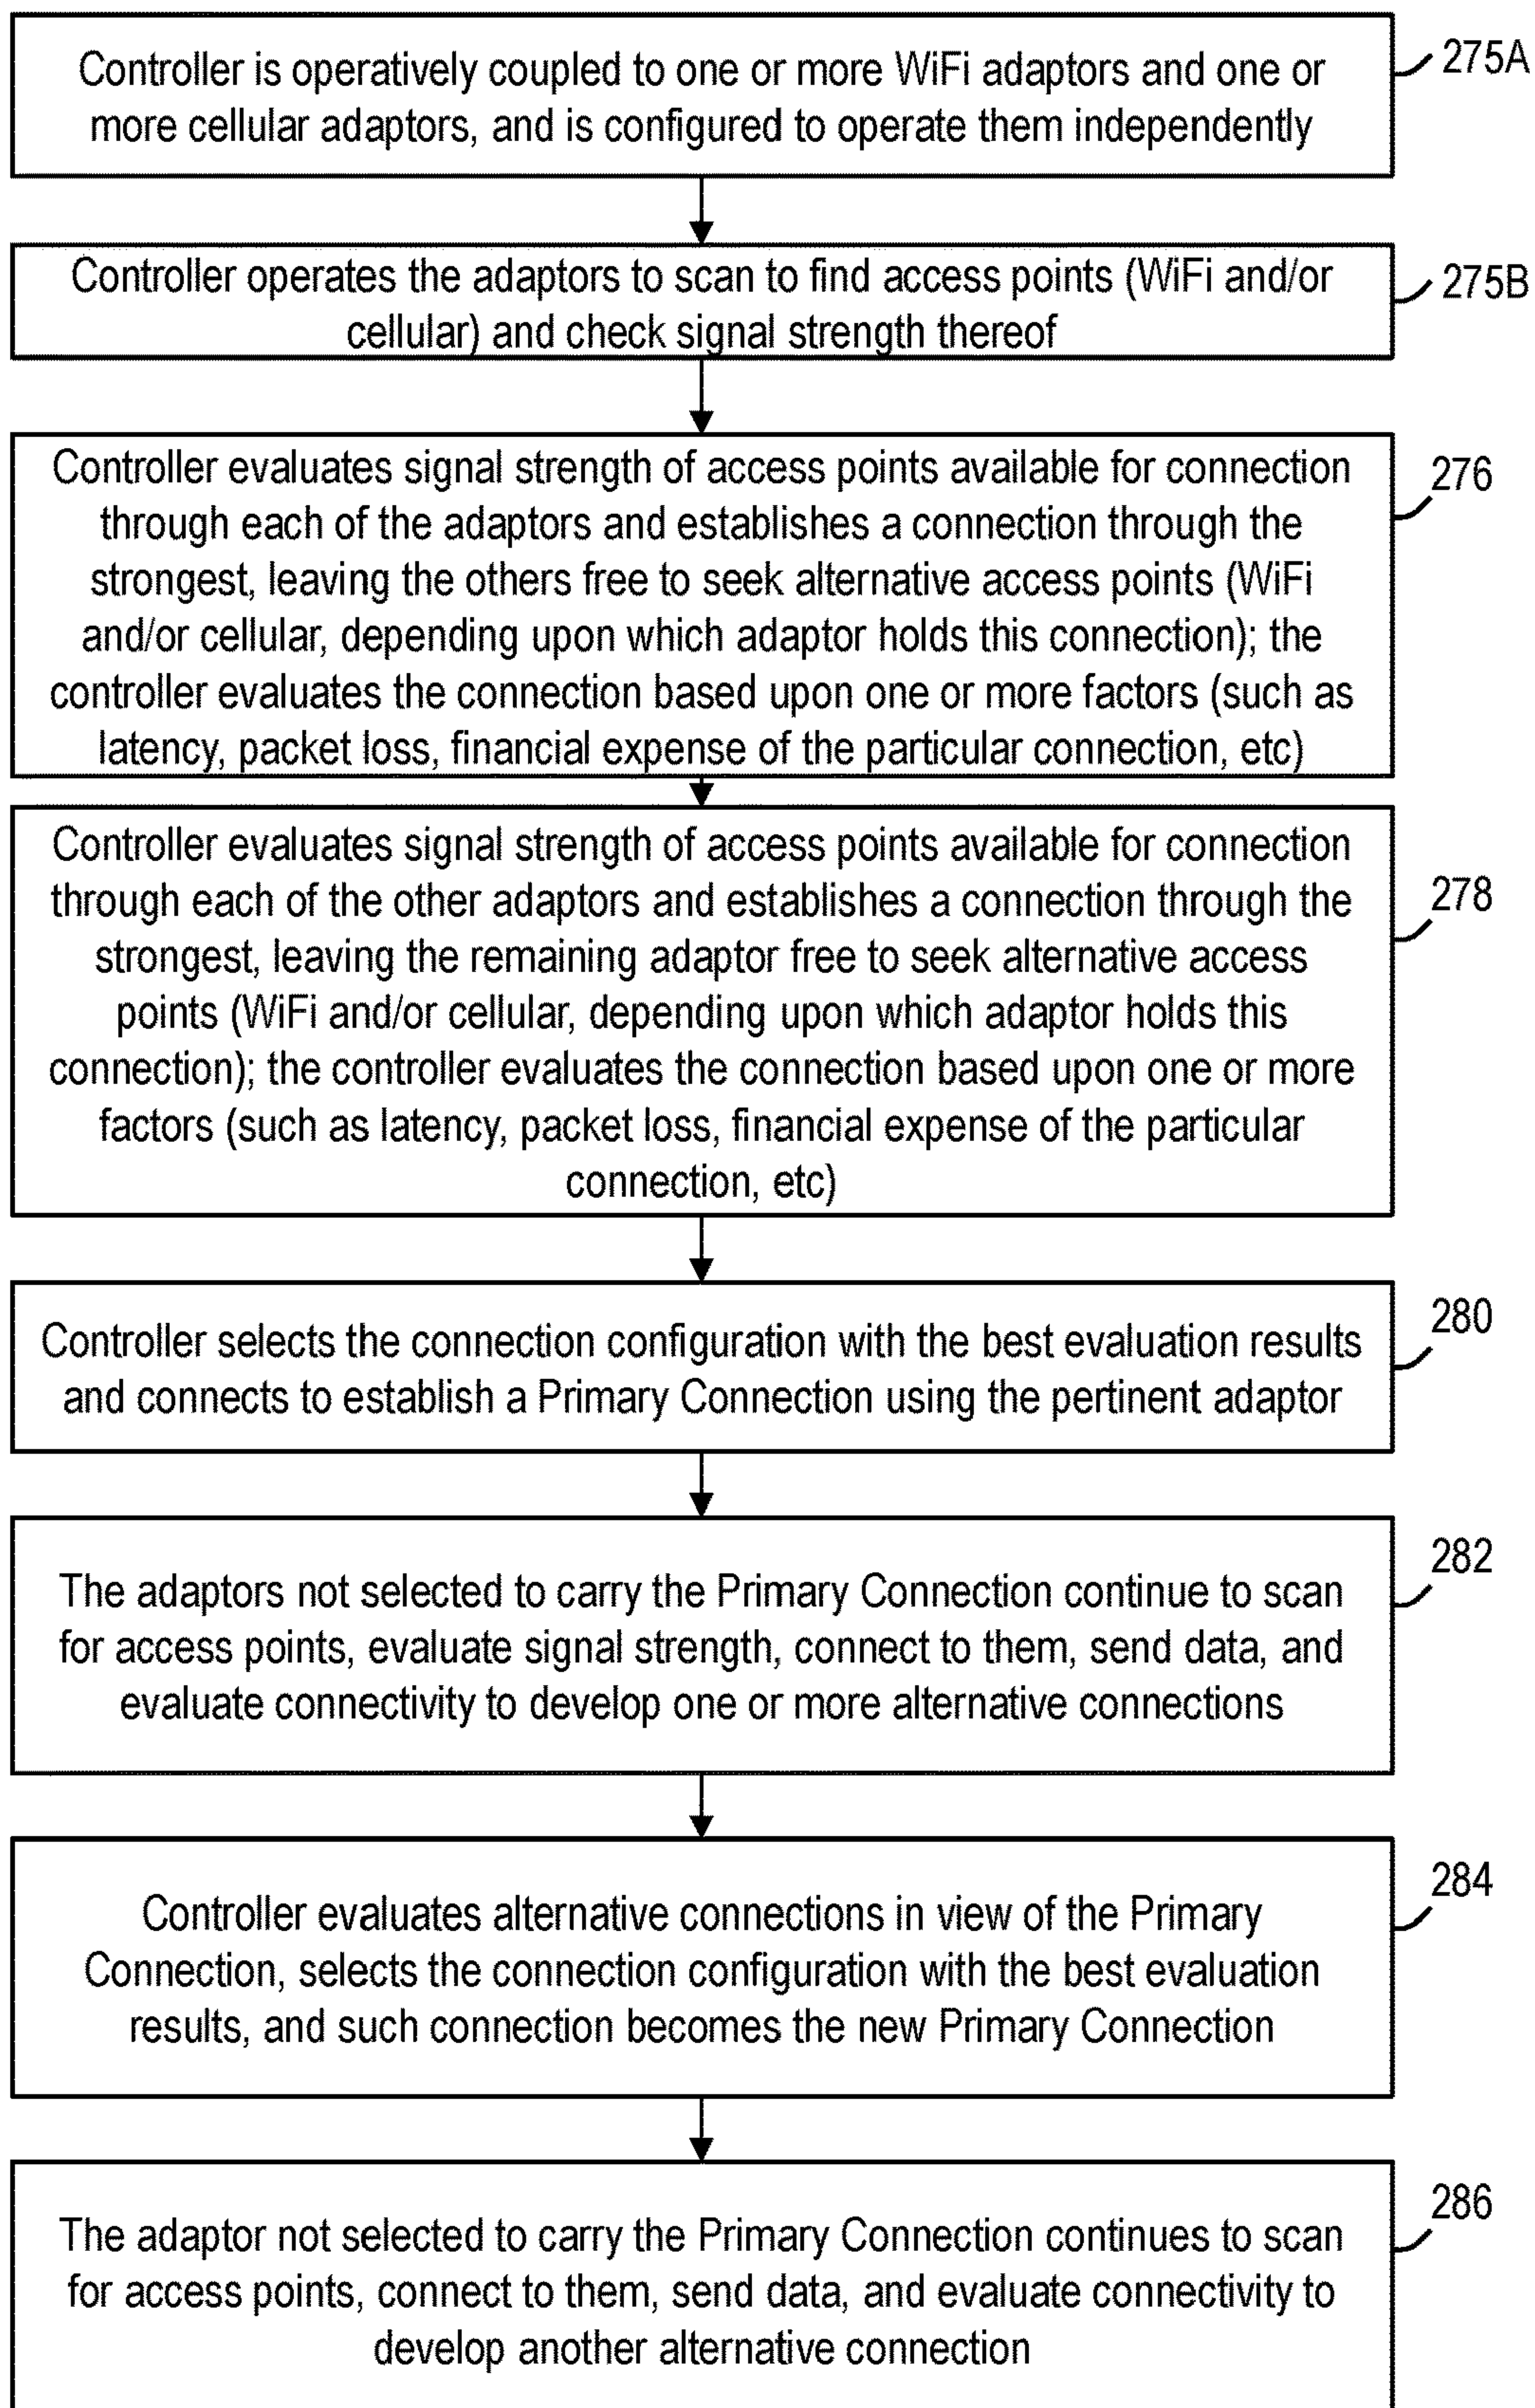 Controller is operatively coupled to one or more WiFi adaptors and one or
more cellular adaptors, and is configured to operate them independently
275A
Controller operates the adaptors to scan to find access points (WiFi and/or
cellular) and check signal strength thereof
275B
Controller evaluates signal strength of access points available for connection
through each of the adaptors and establishes a connection through the
strongest, leaving the others free to seek alternative access points (WiFi
and/or cellular, depending upon which adaptor holds this connection); the
controller evaluates the connection based upon one or more factors (such as
latency, packet loss, financial expense of the particular connection, etc)
276
Controller evaluates signal strength of access points available for connection
through each of the other adaptors and establishes a connection through the
strongest, leaving the remaining adaptor free to seek alternative access
points (WiFi and/or cellular, depending upon which adaptor holds this
connection); the controller evaluates the connection based upon one or more
factors (such as latency, packet loss, financial expense of the particular
connection, etc)
278
Controller selects the connection configuration with the best evaluation results
and connects to establish a Primary Connection using the pertinent adaptor
280
The adaptors not selected to carry the Primary Connection continue to scan
for access points, evaluate signal strength, connect to them, send data, and
evaluate connectivity to develop one or more alternative connections
282
Controller evaluates alternative connections in view of the Primary
Connection, selects the connection configuration with the best evaluation
results, and such connection becomes the new Primary Connection
284
The adaptor not selected to carry the Primary Connection continues to scan
for access points, connect to them, send data, and evaluate connectivity to
develop another alternative connection
286